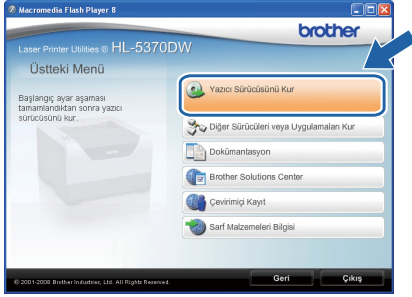 Macromedia Flash Player 8
brother
Laser Printer Utilities ® HL-5370DW
Üstteki Menü
Başlangıç ayar aşaması
tamamlandıktan sonra yazıcı
sürücüsünü kur.
Yazıcı Sürücüsünü Kur
Diğer Sürücüleri veya Uygulamaları Kur
Dokümantasyon
Brother Solutions Center
Çevirimiçi Kayıt
Sarf Malzemeleri Bilgisi
© 2001-2008 Brother Industries, Ltd. All Rights Reserved.
Geri
Çıkış